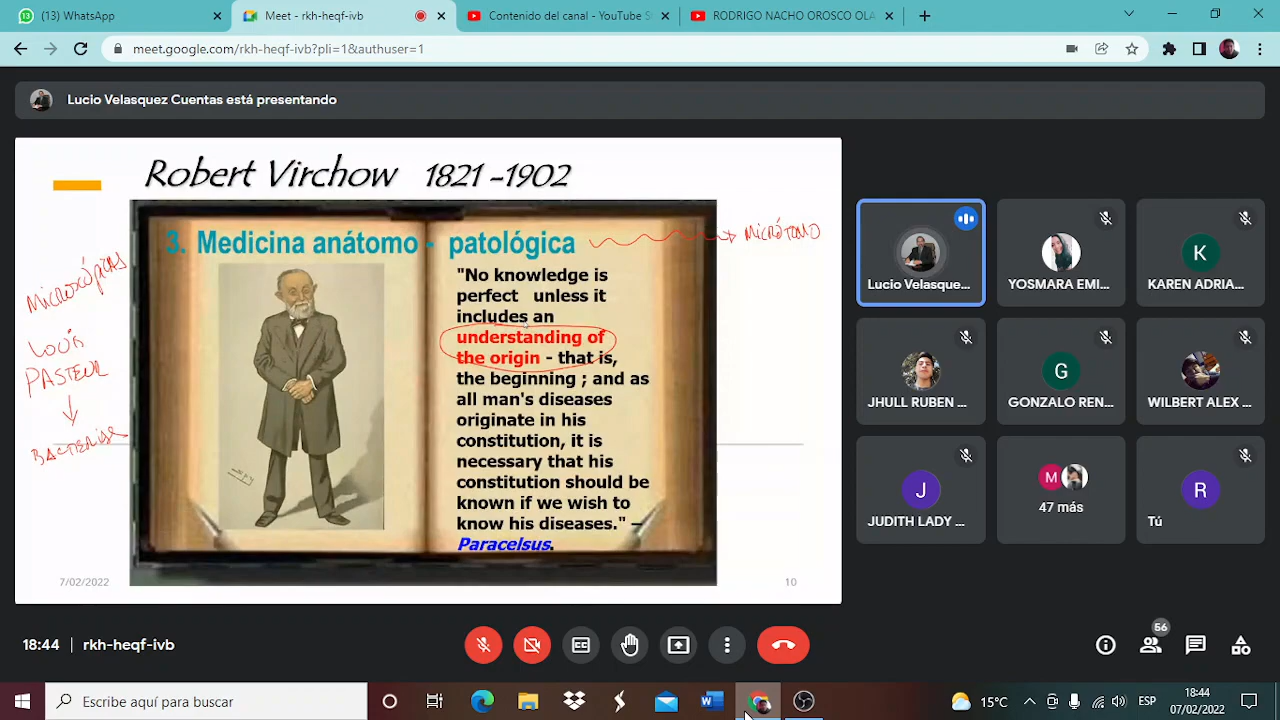 (13) WhatsApp
Meet - rkh-heqf-ivb
Contenido del canal - YouTube S
RODRIGO NACHO OROSCO OLA
meet.google.com/rkh-heqf-ivb?pli=1&authuser=1
Lucio Velasquez Cuentas está presentando
Robert Virchow 1821 -1902
3. Medicina anátomo - patológica
MICRÓTOMO
"No knowledge is
perfect unless it
includes an
understanding of
the origin - that is,
the beginning ; and as
all man's diseases
originate in his
constitution, it is
necessary that his
constitution should be
known if we wish to
know his diseases." –
Paracelsus.
PASTEUR
7/02/2022
10
Lucio Velasquez...
YOSMARA EMI...
K
KAREN ADRIA...
JHULL RUBEN ...
G
GONZALO REN...
WILBERT ALEX ...
J
JUDITH LADY ...
M
47 más
R
Tú
18:44 | rkh-heqf-ivb
56
Escribe aquí para buscar
15°C
ESP
18:44
07/02/2022